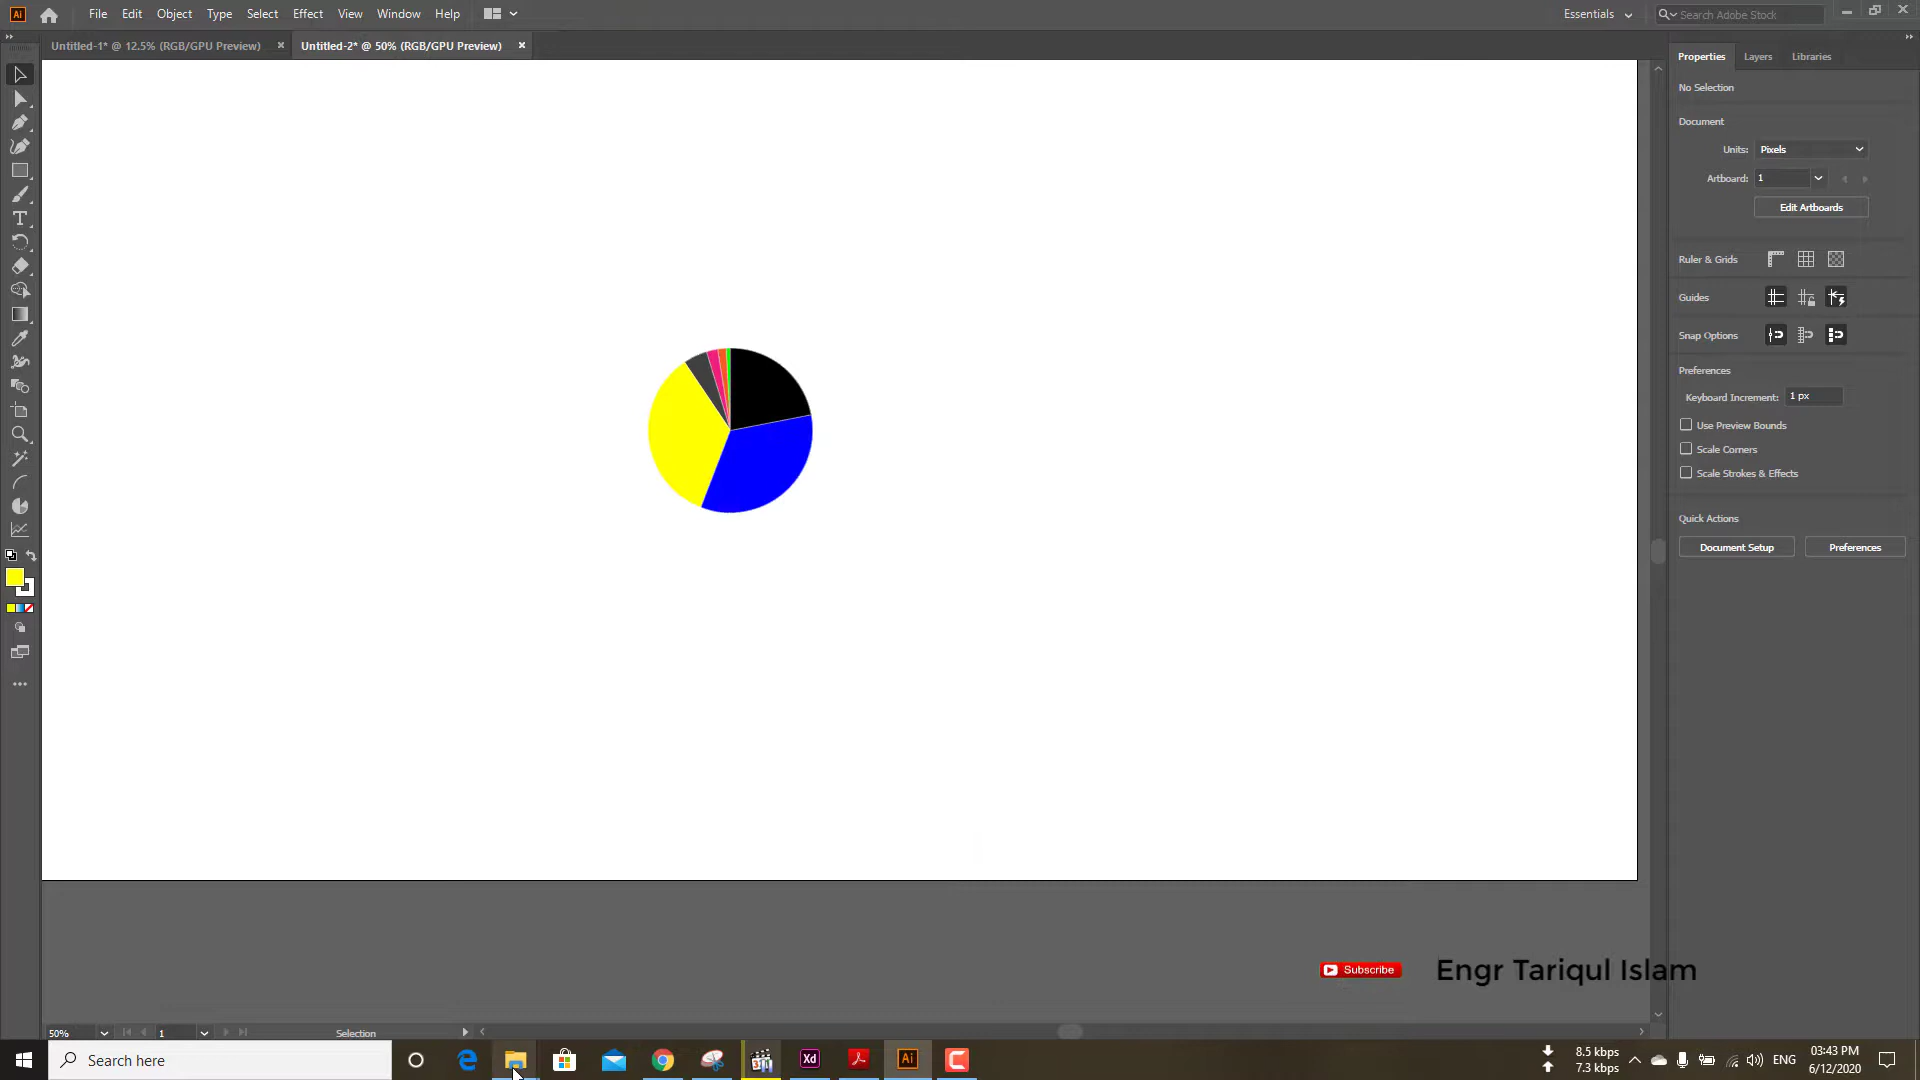 Ai File Edit Object Type Select Effect View Window Help Essentials Search Adobe Stock
Untitled-1* @ 12.5% (RGB/GPU Preview) × Untitled-2* @ 50% (RGB/GPU Preview) ×
Properties Layers Libraries
No Selection
Document
Units: Pixels
Artboard: 1
Edit Artboards
Ruler & Grids
Guides
Snap Options
Preferences
Keyboard Increment: 1 px
Use Preview Bounds
Scale Corners
Scale Strokes & Effects
Quick Actions
Document Setup Preferences
Subscribe Engr Tariqul Islam
50% 1 Selection
Search here Xd Ai 8.5 kbps 7.3 kbps ENG 03:43 PM 6/12/2020